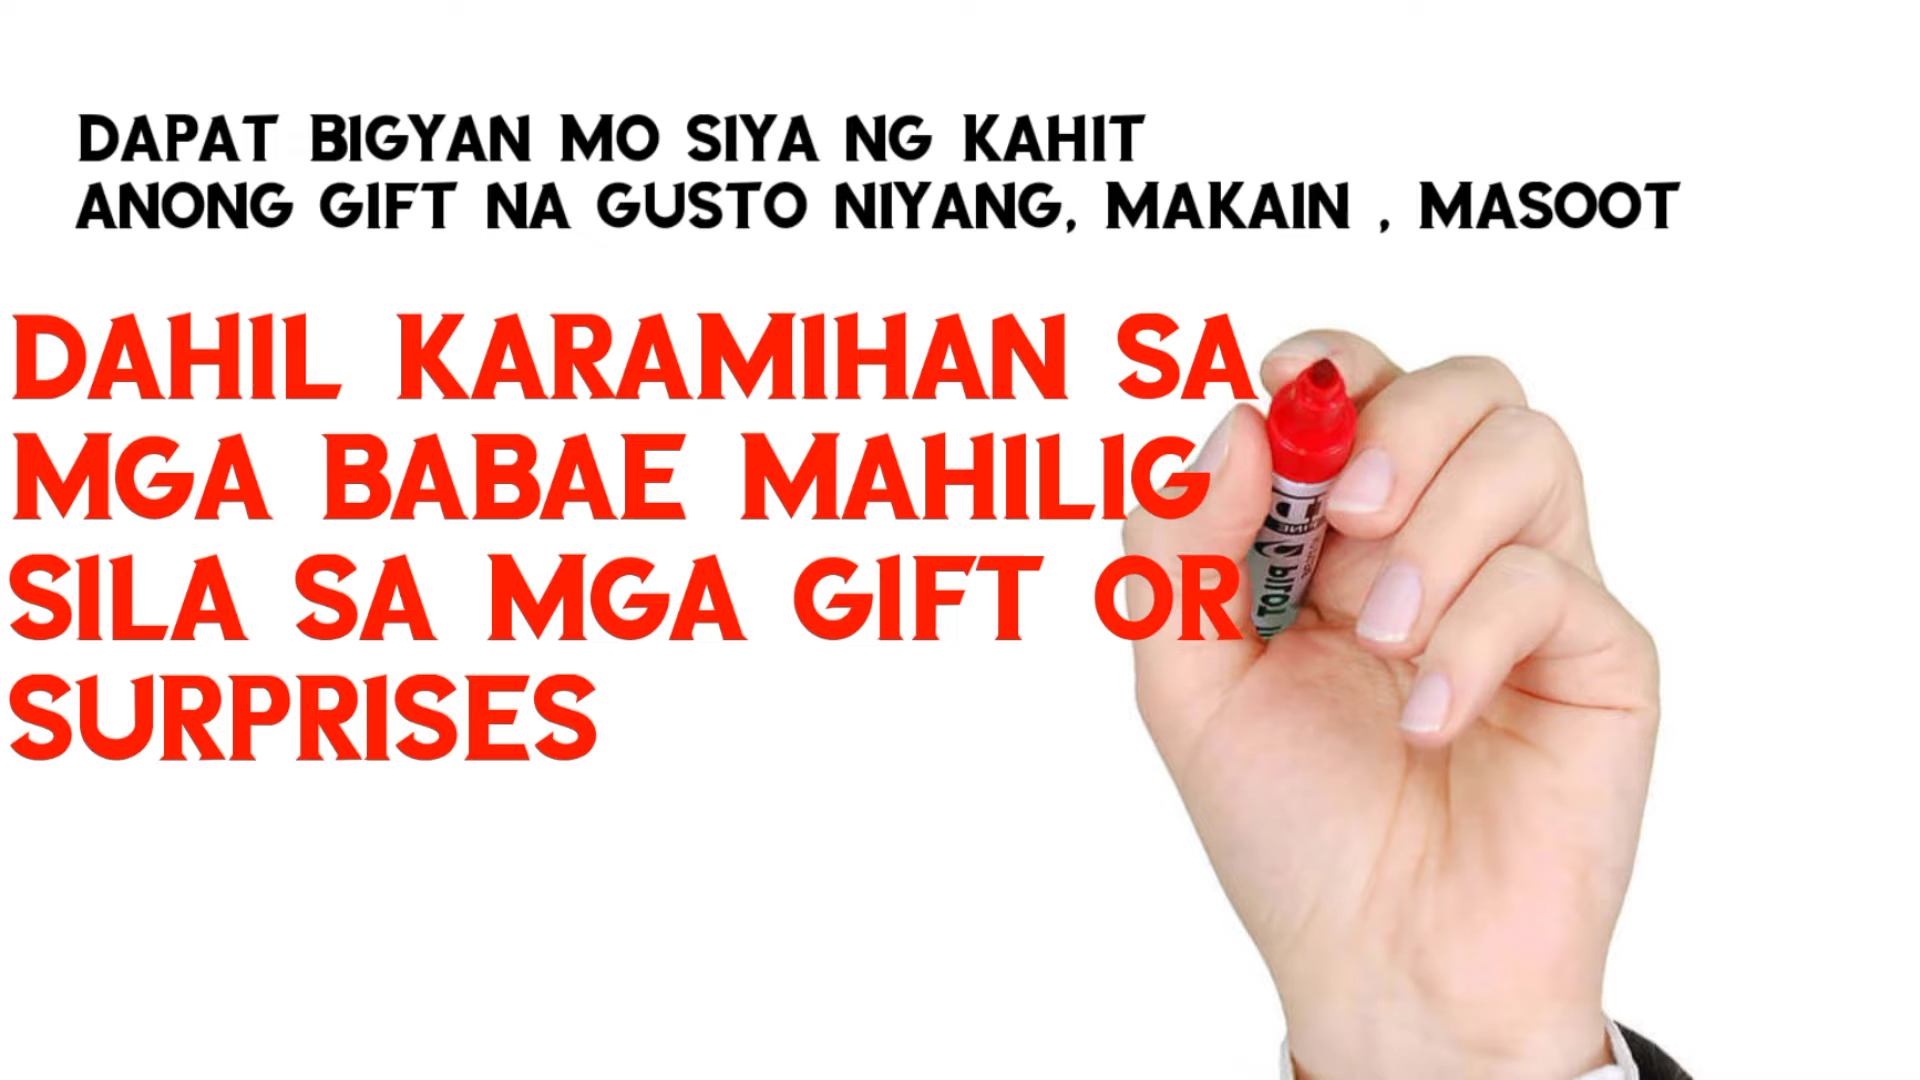 DAPAT BIGYAN MO SIYA NG KAHIT
ANONG GIFT NA GUSTO NIYANG, MAKAIN , MASOOT
DAHIL KARAMIHAN SA
MGA BABAE MAHILIG
SILA SA MGA GIFT OR
SURPRISES
PILOT